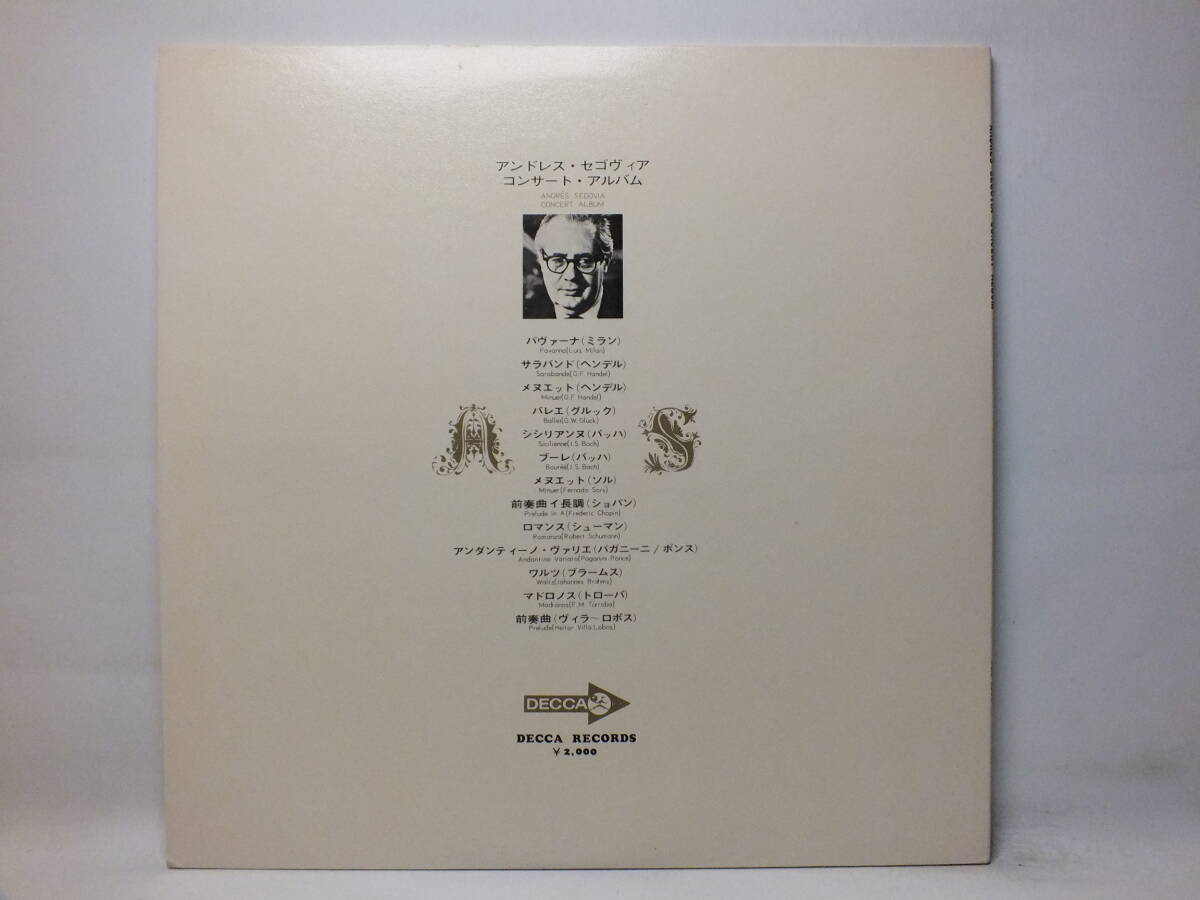 アンドレス・セゴヴィア
コンサート・アルバム
ANDRÉS SEGOVIA
CONCERT ALBUM
パヴァーナ(ミラン)
Pavanna(Luis Milan)
サラバンド(ヘンデル)
Sarabande(G.F. Handel)
メヌエット(ヘンデル)
Minuet(G.F. Handel)
バレエ(グルック)
Ballet(G.W. Gluck)
シシリアンヌ(バッハ)
Sicilienne(J.S. Bach)
ブーレ(バッハ)
Bouréé(J.S. Bach)
メヌエット(ソル)
Minuet(Fernado Sors)
前奏曲イ長調(ショパン)
Prelude In A(Frederic Chopin)
ロマンス(シューマン)
Romanza(Robert Schumann)
アンダンティーノ・ヴァリエ(パガニーニ/ポンス)
Andantino Variato(Paganini-Ponce)
ワルツ(ブラームス)
Waltz(Johannes Brahms)
マドロノス(トローバ)
Madronos(F.M. Torroba)
前奏曲(ヴィラ〜ロボス)
Prelude(Heitor Villa Lobos)
A S
DECCA
DECCA RECORDS
¥2,000